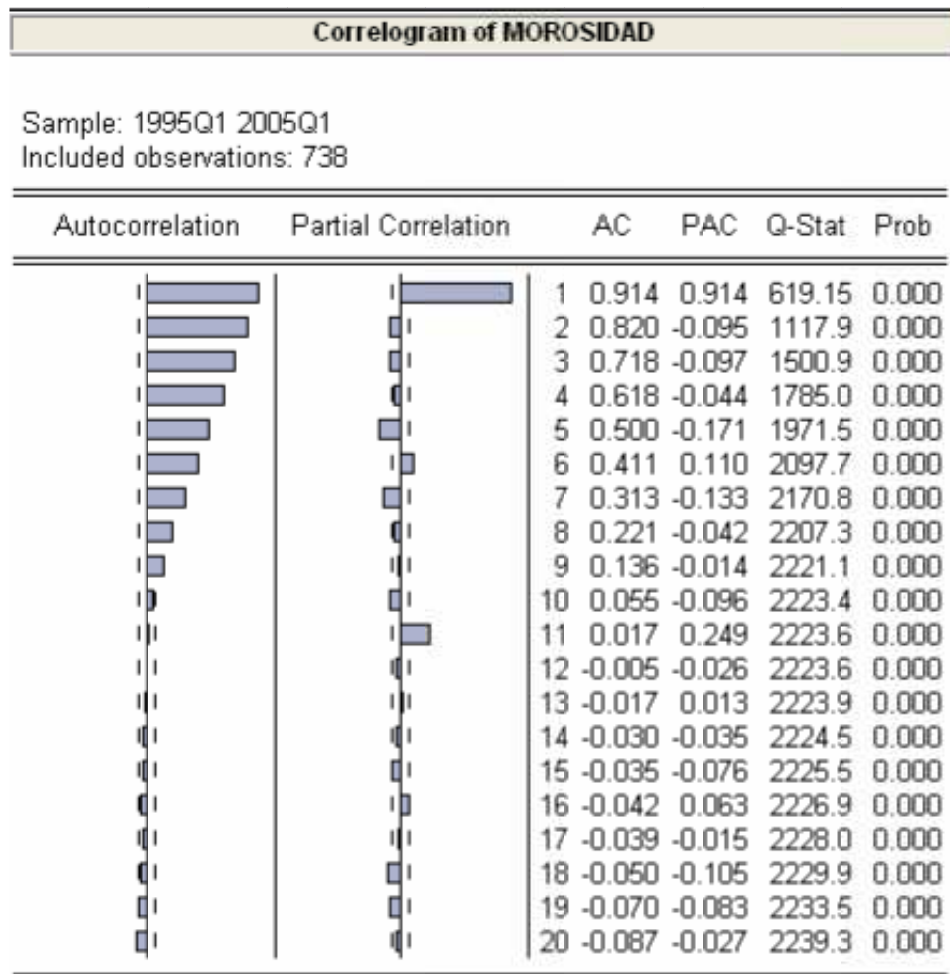 Correlogram of MOROSIDAD
Sample: 1995Q1 2005Q1
Included observations: 738
Autocorrelation Partial Correlation AC PAC Q-Stat Prob
1 0.914 0.914 619.15 0.000
2 0.820 -0.095 1117.9 0.000
3 0.718 -0.097 1500.9 0.000
4 0.618 -0.044 1785.0 0.000
5 0.500 -0.171 1971.5 0.000
6 0.411 0.110 2097.7 0.000
7 0.313 -0.133 2170.8 0.000
8 0.221 -0.042 2207.3 0.000
9 0.136 -0.014 2221.1 0.000
10 0.055 -0.096 2223.4 0.000
11 0.017 0.249 2223.6 0.000
12 -0.005 -0.026 2223.6 0.000
13 -0.017 0.013 2223.9 0.000
14 -0.030 -0.035 2224.5 0.000
15 -0.035 -0.076 2225.5 0.000
16 -0.042 0.063 2226.9 0.000
17 -0.039 -0.015 2228.0 0.000
18 -0.050 -0.105 2229.9 0.000
19 -0.070 -0.083 2233.5 0.000
20 -0.087 -0.027 2239.3 0.000